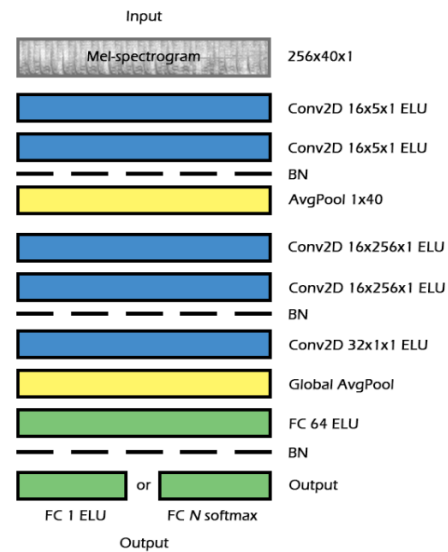 Input
Mel-spectrogram 256x40x1
Conv2D 16x5x1 ELU
Conv2D 16x5x1 ELU
BN
AvgPool 1x40
Conv2D 16x256x1 ELU
Conv2D 16x256x1 ELU
BN
Conv2D 32x1x1 ELU
Global AvgPool
FC 64 ELU
BN
or Output
FC 1 ELU FC N softmax
Output